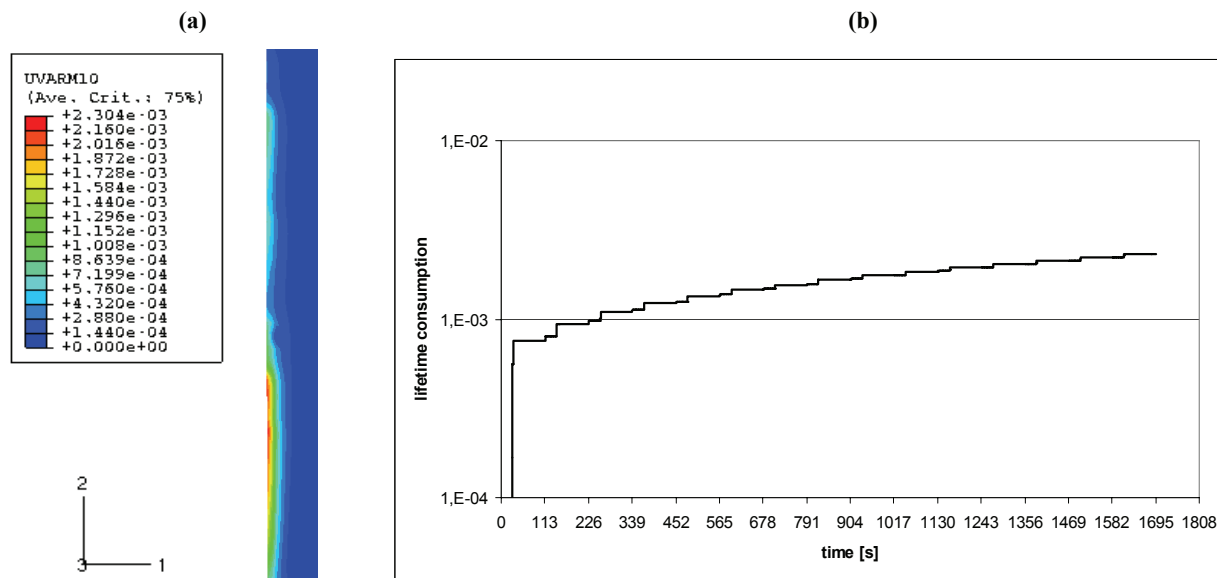 (a)
(b)
UVARM10
(Ave. Crit.: 75%)
+2.304e-03
+2.160e-03
+2.016e-03
+1.872e-03
+1.728e-03
+1.584e-03
+1.440e-03
+1.296e-03
+1.152e-03
+1.008e-03
+8.639e-04
+7.199e-04
+5.760e-04
+4.320e-04
+2.880e-04
+1.440e-04
+0.000e+00
2
3
1
lifetime consumption
1,E-02
1,E-03
1,E-04
0 113 226 339 452 565 678 791 904 1017 1130 1243 1356 1469 1582 1695 1808
time [s]